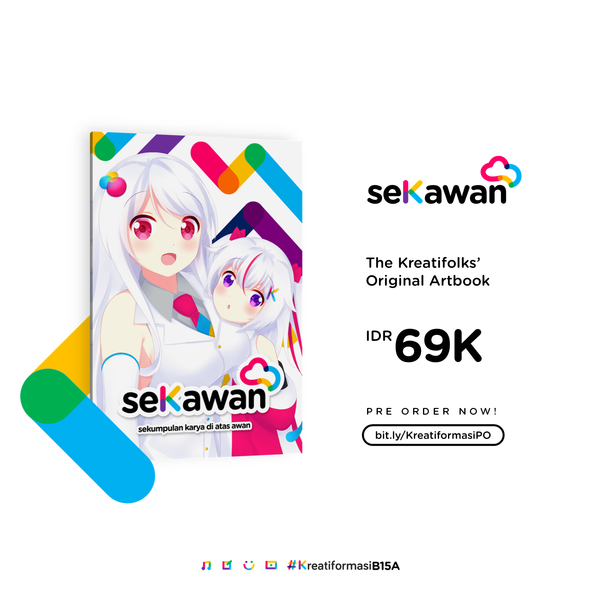 seKawan
sekumpulan karya di atas awan
seKawan
The Kreatifolks'
Original Artbook
IDR 69K
PRE ORDER NOW!
bit.ly/KreatiformasiPO
#KreatiformasiB15A